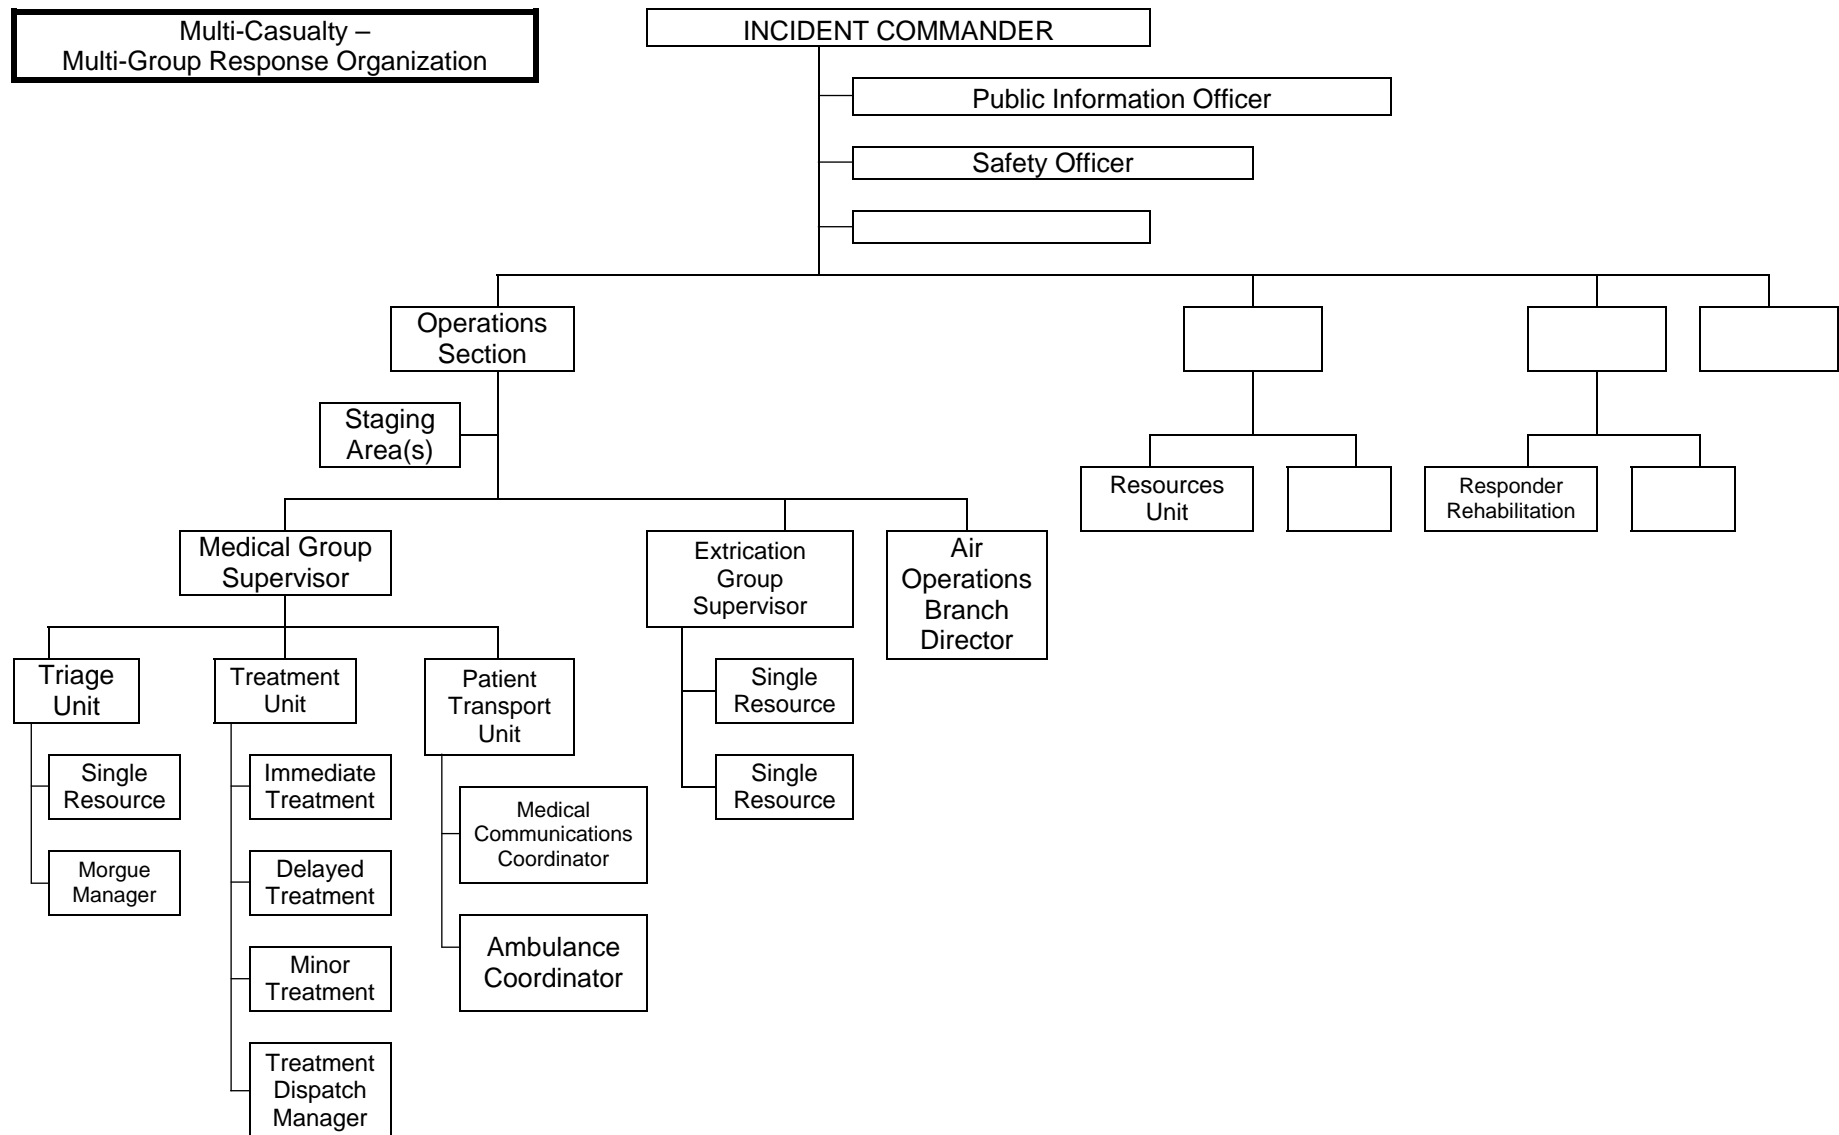 Multi-Casualty –
Multi-Group Response Organization
INCIDENT COMMANDER
Public Information Officer
Safety Officer
Operations
Section
Staging
Area(s)
Resources
Unit
Responder
Rehabilitation
Medical Group
Supervisor
Extrication
Group
Supervisor
Air
Operations
Branch
Director
Triage
Unit
Treatment
Unit
Patient
Transport
Unit
Single
Resource
Single
Resource
Immediate
Treatment
Single
Resource
Medical
Communications
Coordinator
Morgue
Manager
Delayed
Treatment
Ambulance
Coordinator
Minor
Treatment
Treatment
Dispatch
Manager